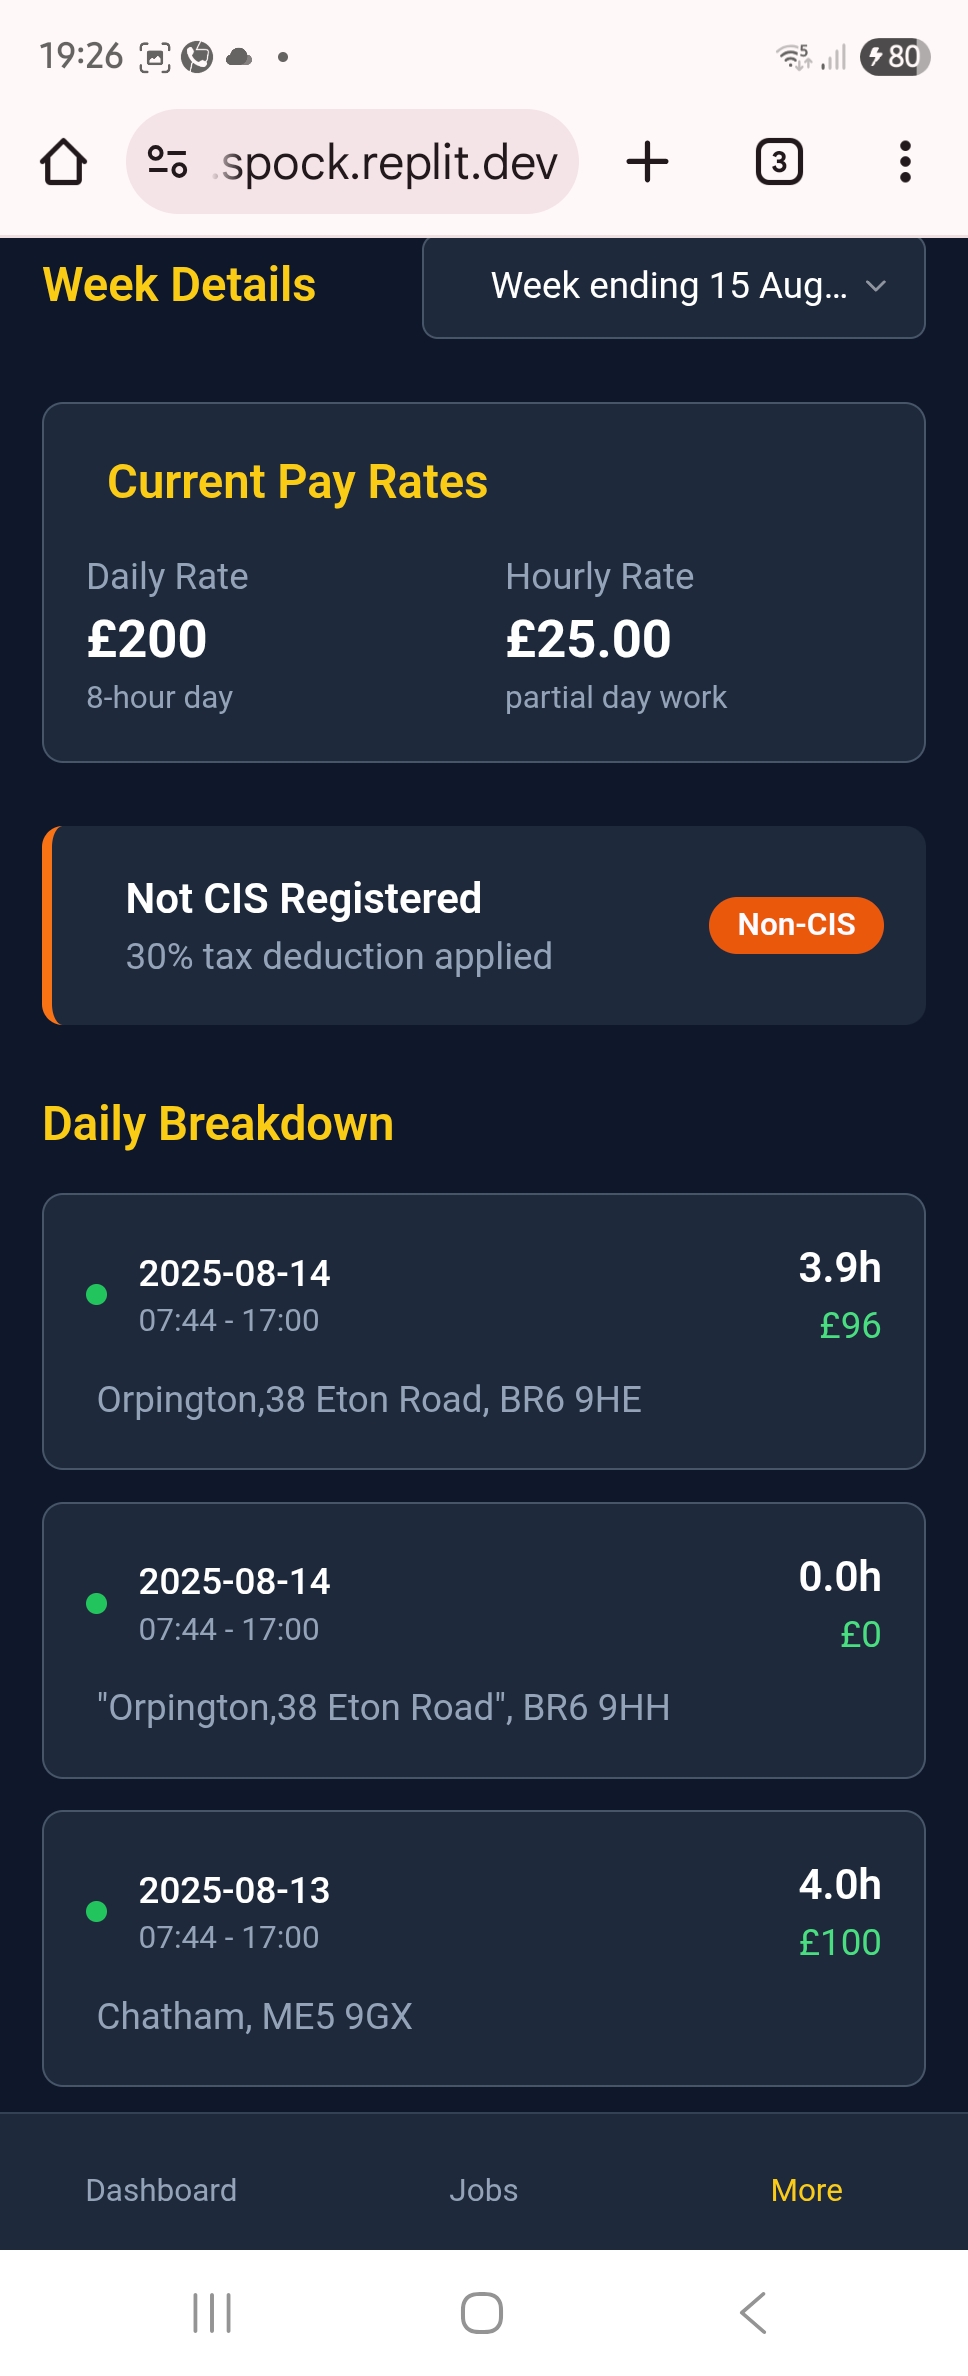 19:26
5
80
.spock.replit.dev
3
Week Details
Week ending 15 Aug...
Current Pay Rates
Daily Rate
Hourly Rate
£200
£25.00
8-hour day
partial day work
Not CIS Registered
30% tax deduction applied
Non-CIS
Daily Breakdown
2025-08-14
3.9h
07:44 - 17:00
£96
Orpington,38 Eton Road, BR6 9HE
2025-08-14
0.0h
07:44 - 17:00
£0
"Orpington,38 Eton Road", BR6 9HH
2025-08-13
4.0h
07:44 - 17:00
£100
Chatham, ME5 9GX
Dashboard
Jobs
More